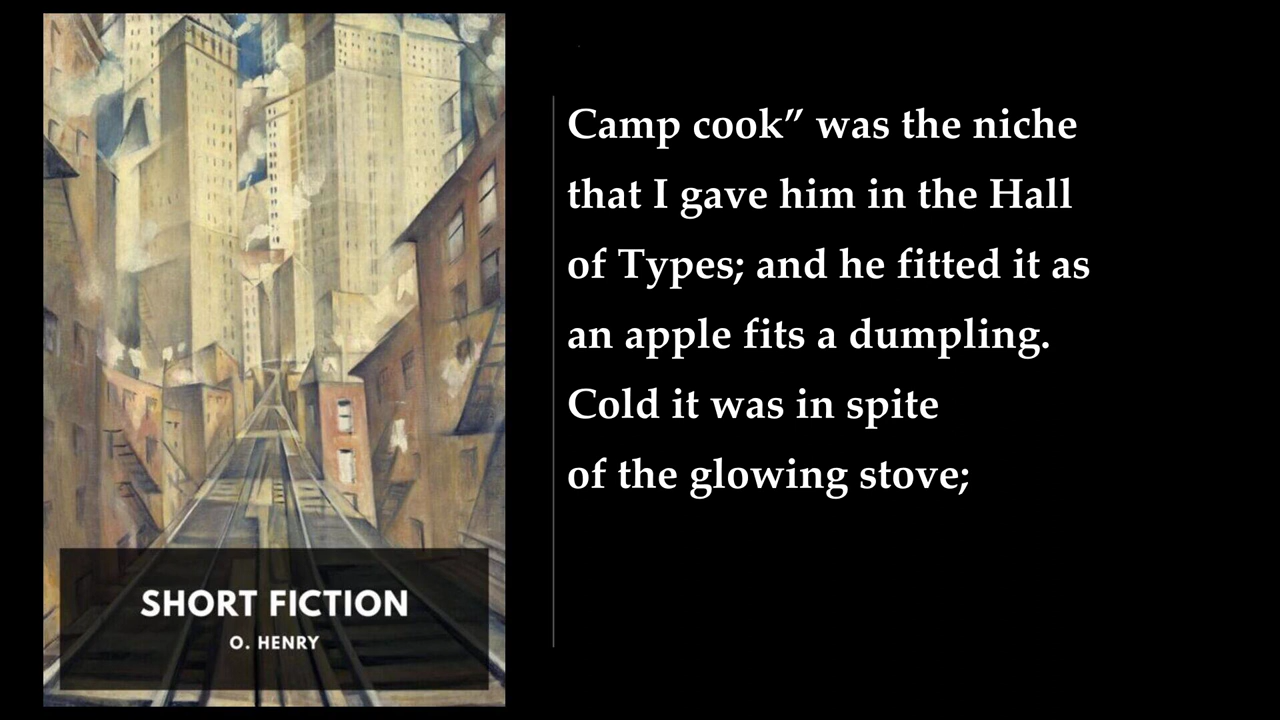 SHORT FICTION
O. HENRY
Camp cook” was the niche
that I gave him in the Hall
of Types; and he fitted it as
an apple fits a dumpling.
Cold it was in spite
of the glowing stove;